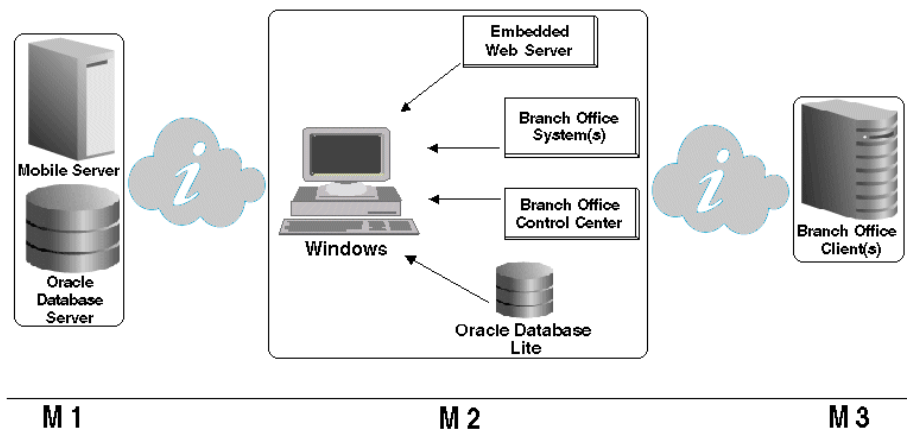 Mobile Server
Oracle
Database
Server
i
Embedded
Web Server
Branch Office
System(s)
Branch Office
Control Center
Windows
Oracle Database
Lite
i
Branch Office
Client(s)
M 1
M 2
M 3